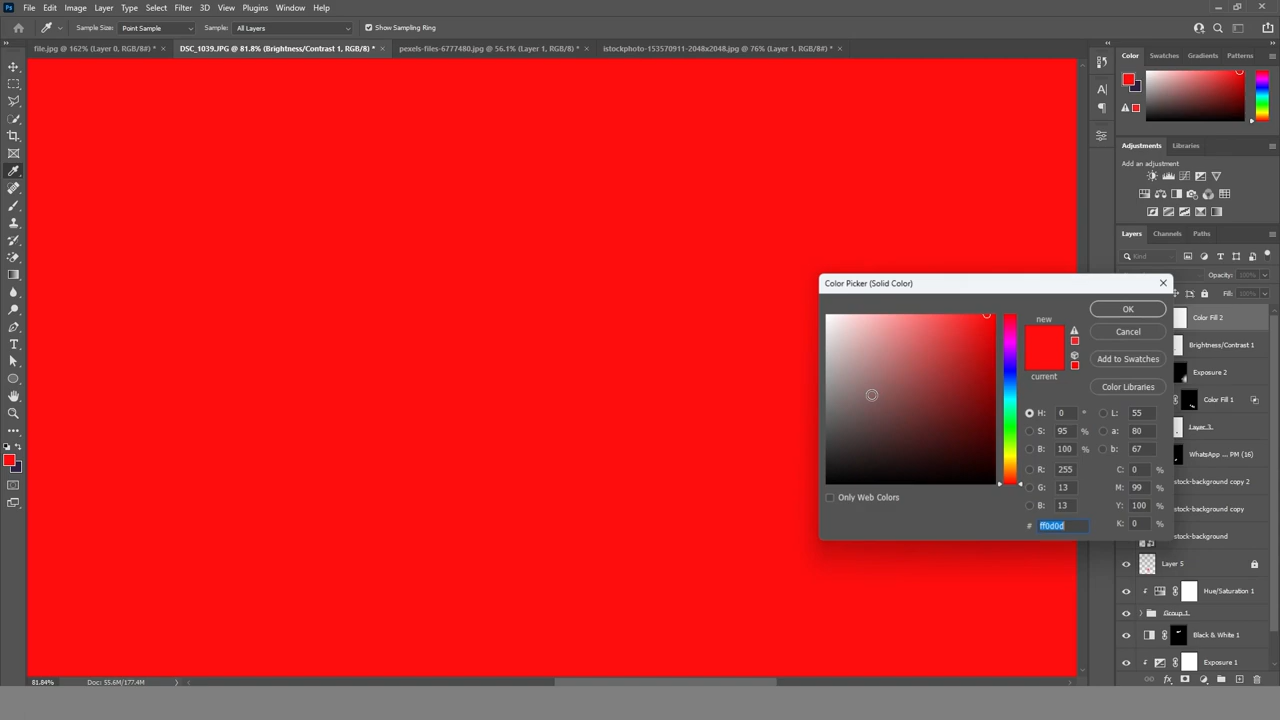 Ps File Edit Image Layer Type Select Filter 3D View Plugins Window Help
Sample Size: Point Sample Sample: All Layers Show Sampling Ring
file.jpg @ 162% (Layer 0, RGB/8#) * × DSC_1039.JPG @ 81.8% (Brightness/Contrast 1, RGB/8) * × pexels-files-6777480.jpg @ 56.1% (Layer 1, RGB/8) * × istockphoto-153570911-2048x2048.jpg @ 76% (Layer 1, RGB/8#) * ×
Color Swatches Gradients Patterns
Adjustments Libraries
Add an adjustment
Layers Channels Paths
Kind
Opacity: 100%
Fill: 100%
Color Picker (Solid Color)
new
current
OK
Cancel
Add to Swatches
Color Libraries
H: 0 ° L: 55
S: 95 % a: 80
B: 100 % b: 67
R: 255 C: 0 %
G: 13 M: 99 %
B: 13 Y: 100 %
# ff0d0d K: 0 %
Only Web Colors
Color Fill 2
Brightness/Contrast 1
Exposure 2
Color Fill 1
Layer 3
WhatsApp ... PM (16)
stock-background copy 2
stock-background copy
stock-background
Layer 5
Hue/Saturation 1
Group 1
Black & White 1
Exposure 1
81.84% Doc: 55.6M/177.4M